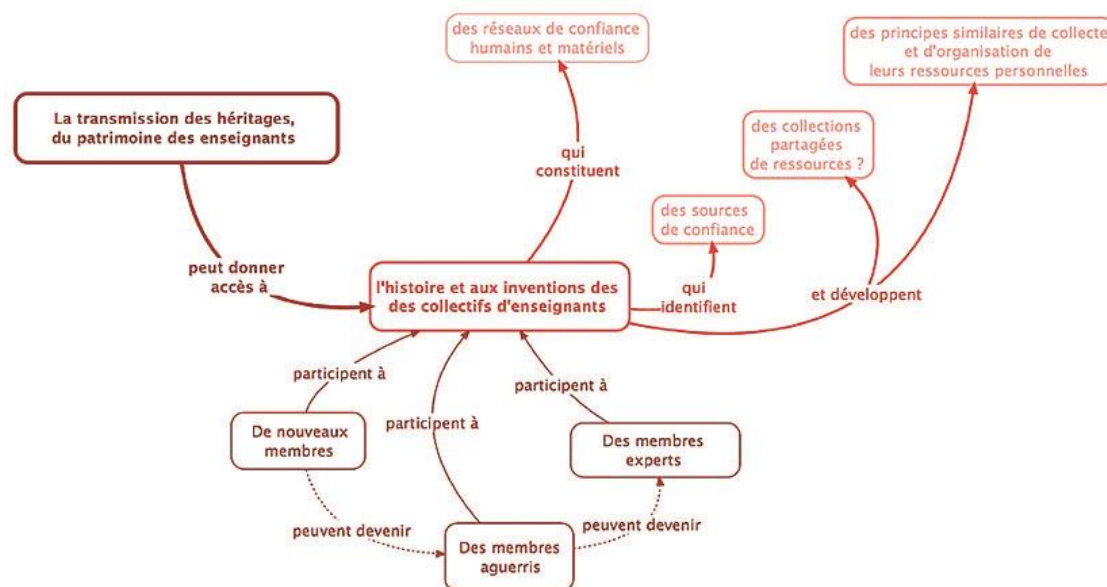 des réseaux de confiance
humains et matériels
des principes similaires de collecte
et d'organisation de
leurs ressources personnelles
La transmission des héritages,
du patrimoine des enseignants
des collections
partagées
de ressources ?
qui
constituent
des sources
de confiance
peut donner
accès à
l'histoire et aux inventions des
des collectifs d'enseignants
qui
identifient
et développent
participent à
participent à
participent à
De nouveaux
membres
Des membres
experts
peuvent devenir
Des membres
aguerris
peuvent devenir